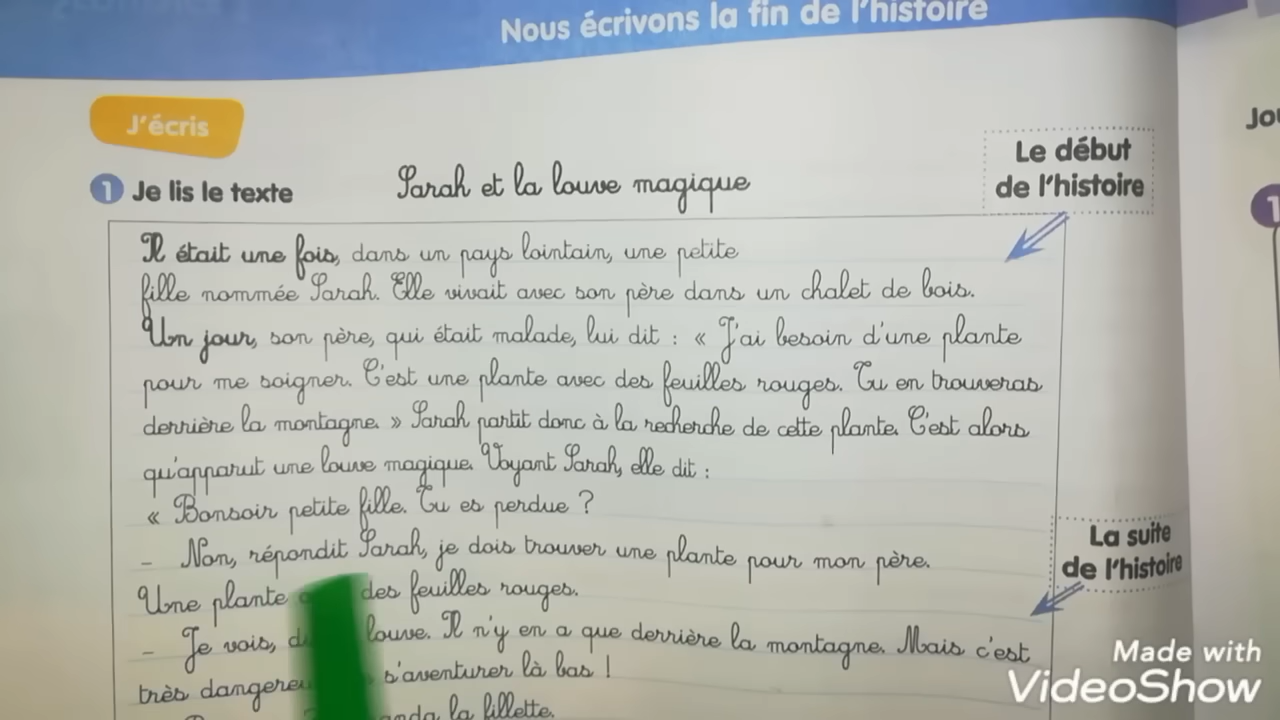 Nous écrivons la fin de l'histoire
J'écris
1 Je lis le texte
Sarah et la louve magique
Le début
de l'histoire
Il était une fois, dans un pays lointain, une petite
fille nommée Sarah. Elle vivait avec son père dans un chalet de bois.
Un jour, son père, qui était malade, lui dit : « J'ai besoin d'une plante
pour me soigner. C'est une plante avec des feuilles rouges. Tu en trouveras
derrière la montagne. » Sarah partit donc à la recherche de cette plante. C'est alors
qu'apparut une louve magique. Voyant Sarah, elle dit :
« Bonsoir petite fille. Tu es perdue ?
– Non, répondit Sarah, je dois trouver une plante pour mon père.
Une plante des feuilles rouges.
– Je vois, louve. Il n'y en a que derrière la montagne. Mais c'est
très s'aventurer là bas !
la fillette.
La suite
de l'histoire
1
Made with
VideoShow